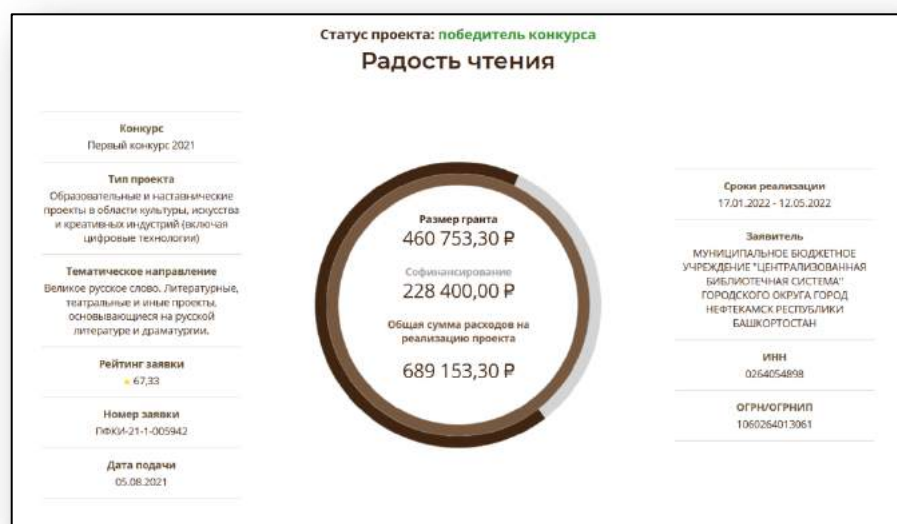 Статус проекта: победитель конкурса
Радость чтения
Конкурс
Первый конкурс 2021
Тип проекта
Образовательные и наставнические
проекты в области культуры, искусства
и креативных индустрий (включая
цифровые технологии)
Тематическое направление
Великое русское слово. Литературные,
театральные и иные проекты,
основывающиеся на русской
литературе и драматургии.
Рейтинг заявки
67,33
Номер заявки
ПФКИ-21-1-005942
Дата подачи
05.08.2021
Размер гранта
460 753,30 ₽
Софинансирование
228 400,00 ₽
Общая сумма расходов на
реализацию проекта
689 153,30 ₽
Сроки реализации
17.01.2022 - 12.05.2022
Заявитель
МУНИЦИПАЛЬНОЕ БЮДЖЕТНОЕ
УЧРЕЖДЕНИЕ "ЦЕНТРАЛИЗОВАННАЯ
БИБЛИОТЕЧНАЯ СИСТЕМА"
ГОРОДСКОГО ОКРУГА ГОРОД
НЕФТЕКАМСК РЕСПУБЛИКИ
БАШКОРТОСТАН
ИНН
0264054898
ОГРН/ОГРНИП
1060264013061